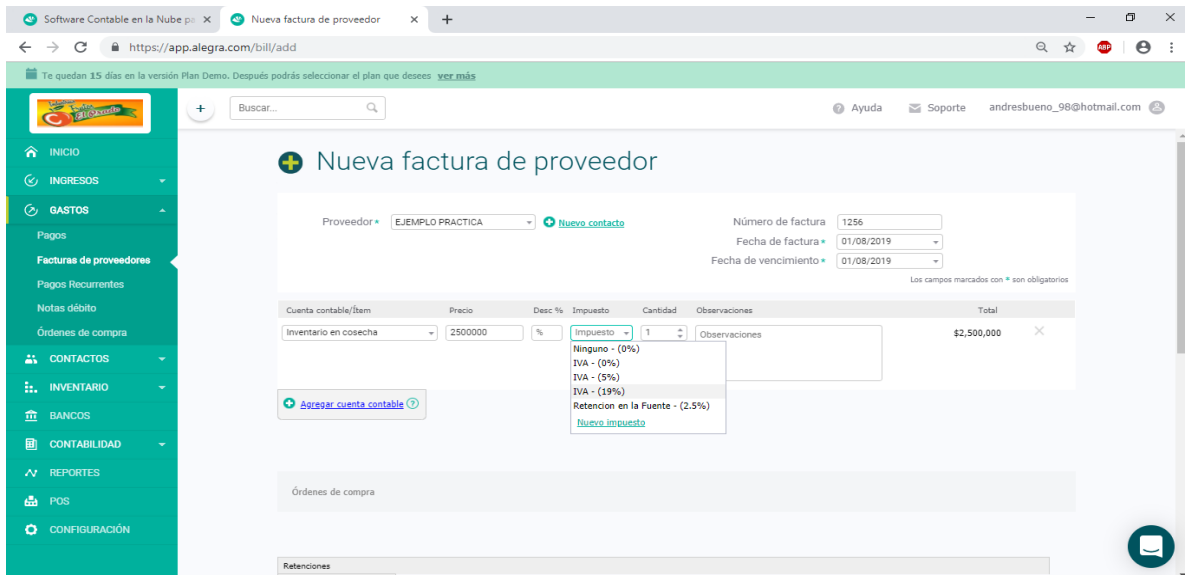 Software Contable en la Nube pa
Nueva factura de proveedor
https://app.alegra.com/bill/add
ABP
Te quedan 15 días en la versión Plan Demo. Después podrás seleccionar el plan que desees ver más
Buscar...
Ayuda
Soporte
andresbueno_98@hotmail.com
INICIO
INGRESOS
GASTOS
Pagos
Facturas de proveedores
Pagos Recurrentes
Notas débito
Órdenes de compra
CONTACTOS
INVENTARIO
BANCOS
CONTABILIDAD
REPORTES
POS
CONFIGURACIÓN
Nueva factura de proveedor
Proveedor * EJEMPLO PRACTICA Nuevo contacto
Número de factura 1256
Fecha de factura * 01/08/2019
Fecha de vencimiento * 01/08/2019
Los campos marcados con * son obligatorios
Cuenta contable/Ítem Precio Desc % Impuesto Cantidad Observaciones Total
Inventario en cosecha 2500000 % Impuesto 1 Observaciones $2,500,000
Ninguno - (0%)
IVA - (0%)
IVA - (5%)
IVA - (19%)
Retencion en la Fuente - (2.5%)
Nuevo impuesto
Agregar cuenta contable ?
Órdenes de compra
Retenciones